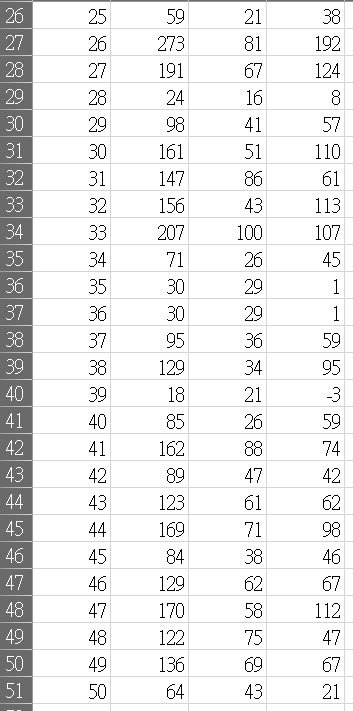 26 25 59 21 38
27 26 273 81 192
28 27 191 67 124
29 28 24 16 8
30 29 98 41 57
31 30 161 51 110
32 31 147 86 61
33 32 156 43 113
34 33 207 100 107
35 34 71 26 45
36 35 30 29 1
37 36 30 29 1
38 37 95 36 59
39 38 129 34 95
40 39 18 21 -3
41 40 85 26 59
42 41 162 88 74
43 42 89 47 42
44 43 123 61 62
45 44 169 71 98
46 45 84 38 46
47 46 129 62 67
48 47 170 58 112
49 48 122 75 47
50 49 136 69 67
51 50 64 43 21